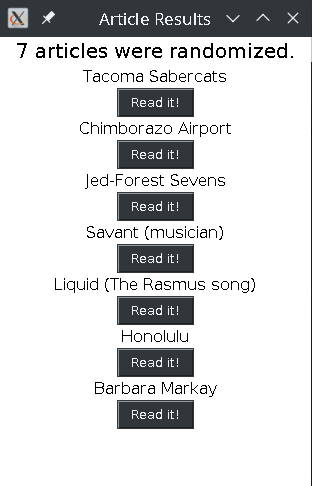 Article Results
7 articles were randomized.
Tacoma Sabercats
Read it!
Chimborazo Airport
Read it!
Jed-Forest Sevens
Read it!
Savant (musician)
Read it!
Liquid (The Rasmus song)
Read it!
Honolulu
Read it!
Barbara Markay
Read it!